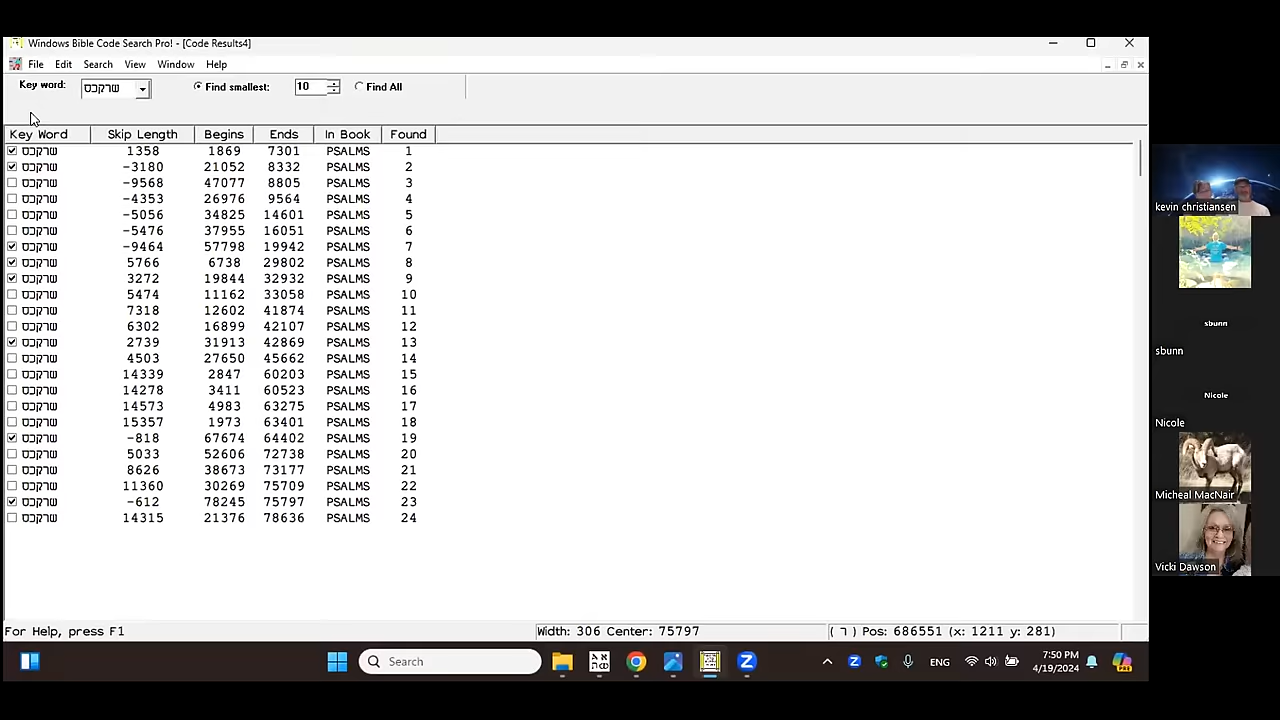 Windows Bible Code Search Pro! - [Code Results4]
File Edit Search View Window Help
Key word: שרקכס Find smallest: 10 Find All
Key Word Skip Length Begins Ends In Book Found
שרקכס 1358 1869 7301 PSALMS 1
שרקכס -3180 21052 8332 PSALMS 2
שרקכס -9568 47077 8805 PSALMS 3
שרקכס -4353 26976 9564 PSALMS 4
שרקכס -5056 34825 14601 PSALMS 5
שרקכס -5476 37955 16051 PSALMS 6
שרקכס -9464 57798 19942 PSALMS 7
שרקכס 5766 6738 29802 PSALMS 8
שרקכס 3272 19844 32932 PSALMS 9
שרקכס 5474 11162 33058 PSALMS 10
שרקכס 7318 12602 41874 PSALMS 11
שרקכס 6302 16899 42107 PSALMS 12
שרקכס 2739 31913 42869 PSALMS 13
שרקכס 4503 27650 45662 PSALMS 14
שרקכס 14339 2847 60203 PSALMS 15
שרקכס 14278 3411 60523 PSALMS 16
שרקכס 14573 4983 63275 PSALMS 17
שרקכס 15357 1973 63401 PSALMS 18
שרקכס -818 67674 64402 PSALMS 19
שרקכס 5033 52606 72738 PSALMS 20
שרקכס 8626 38673 73177 PSALMS 21
שרקכס 11360 30269 75709 PSALMS 22
שרקכס -612 78245 75797 PSALMS 23
שרקכס 14315 21376 78636 PSALMS 24
For Help, press F1 Width: 306 Center: 75797 ( ך ) Pos: 686551 (x: 1211 y: 281)
Search ENG 7:50 PM
4/19/2024
kevin christiansen
sbunn
sbunn
Nicole
Nicole
Micheal MacNair
Vicki Dawson